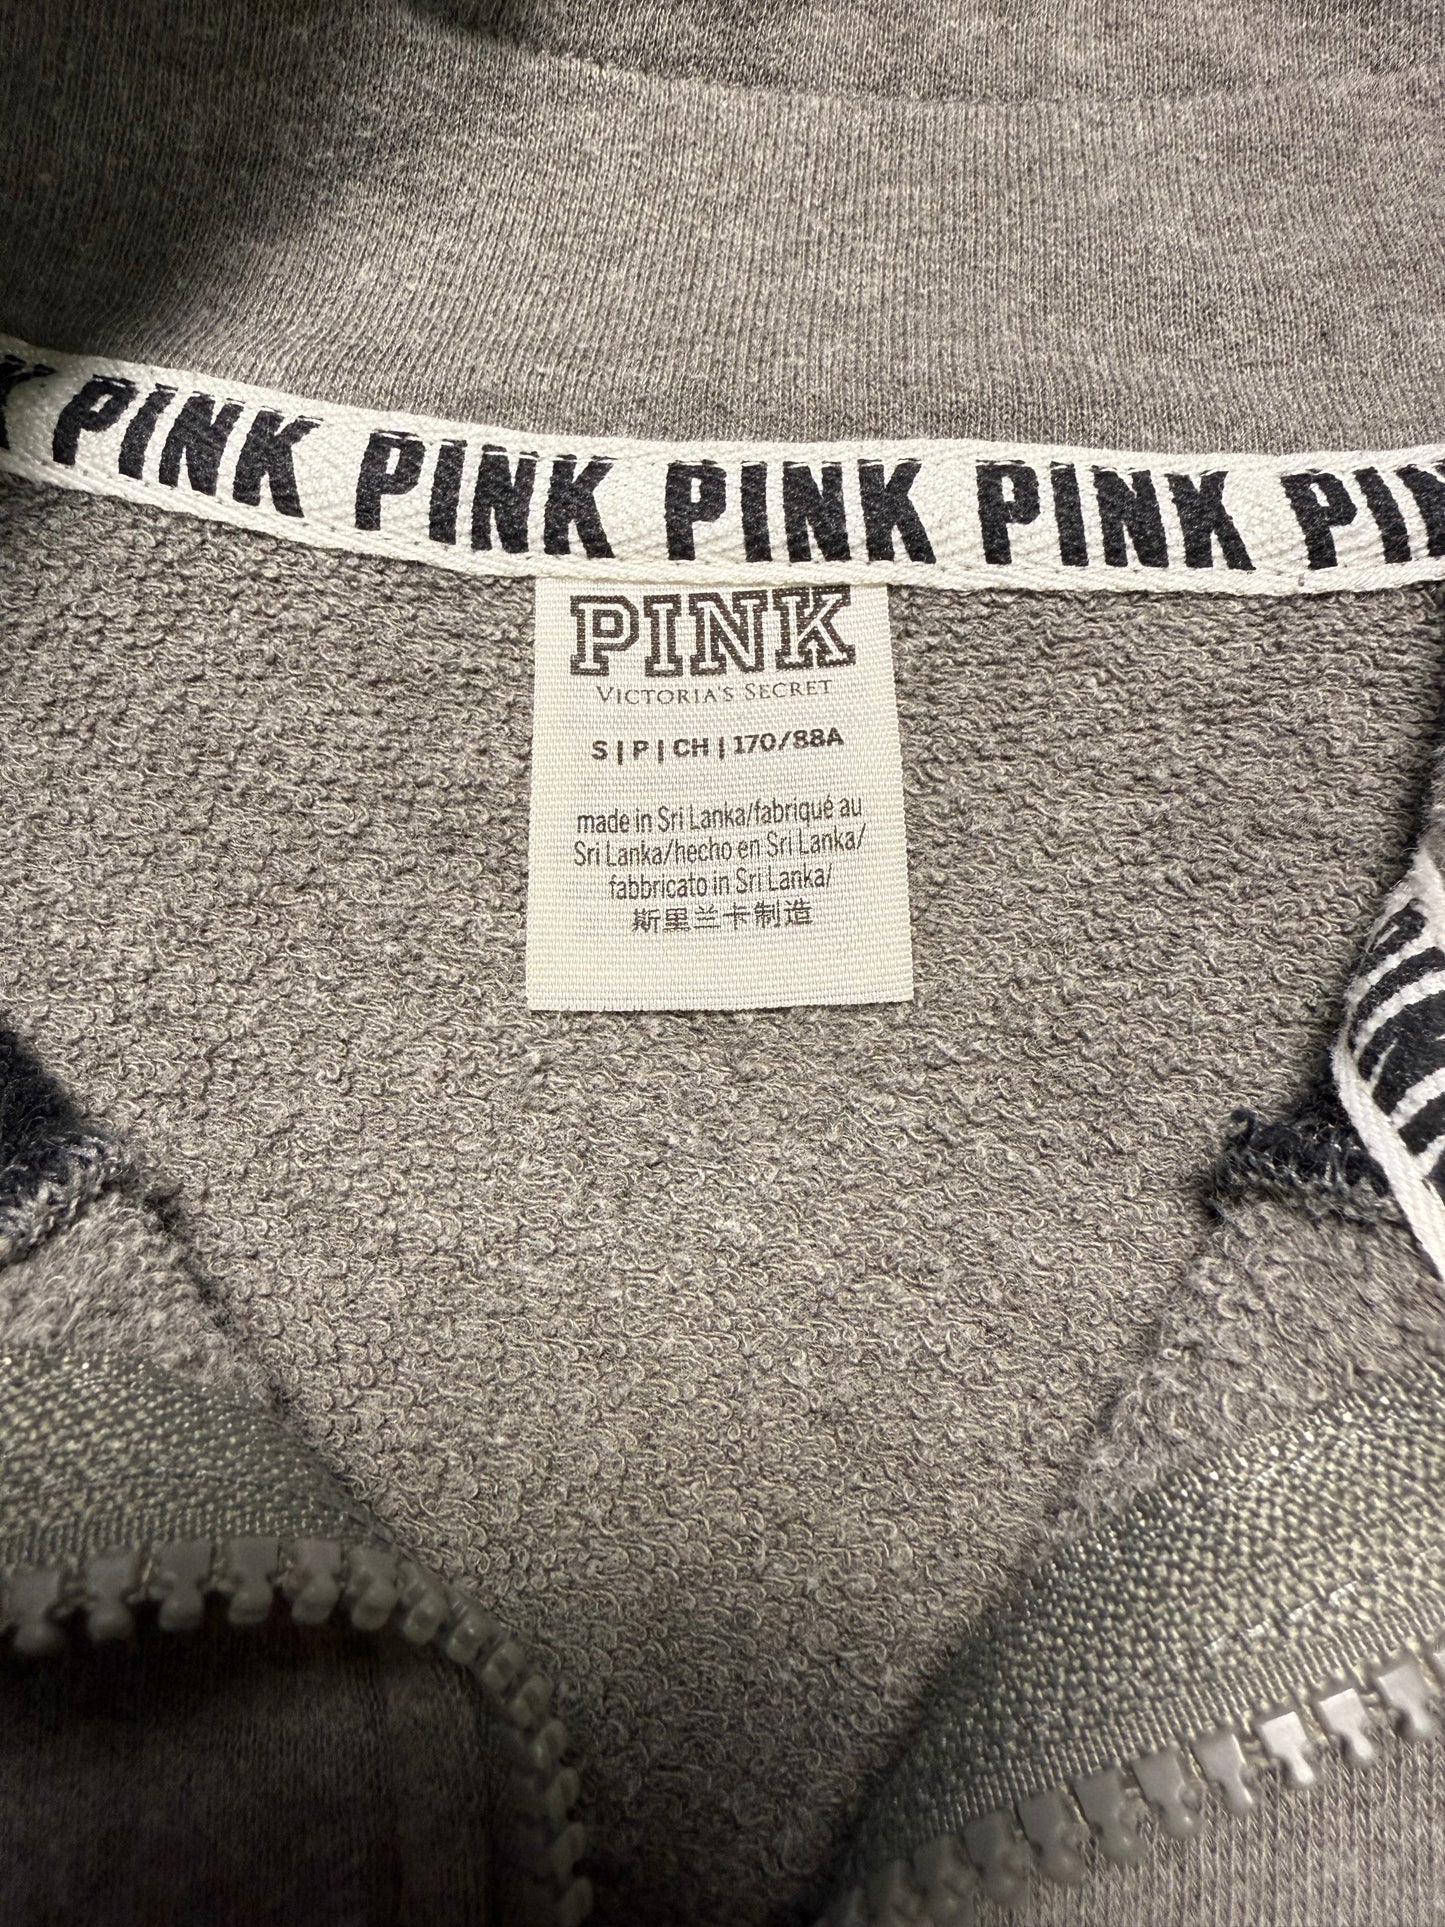 PINK PINK PINK PINK PIN
PINK
VICTORIA'S SECRET
S | P | CH | 170/88A
made in Sri Lanka/fabriqué au
Sri Lanka/hecho en Sri Lanka/
fabbricato in Sri Lanka/
斯里兰卡制造